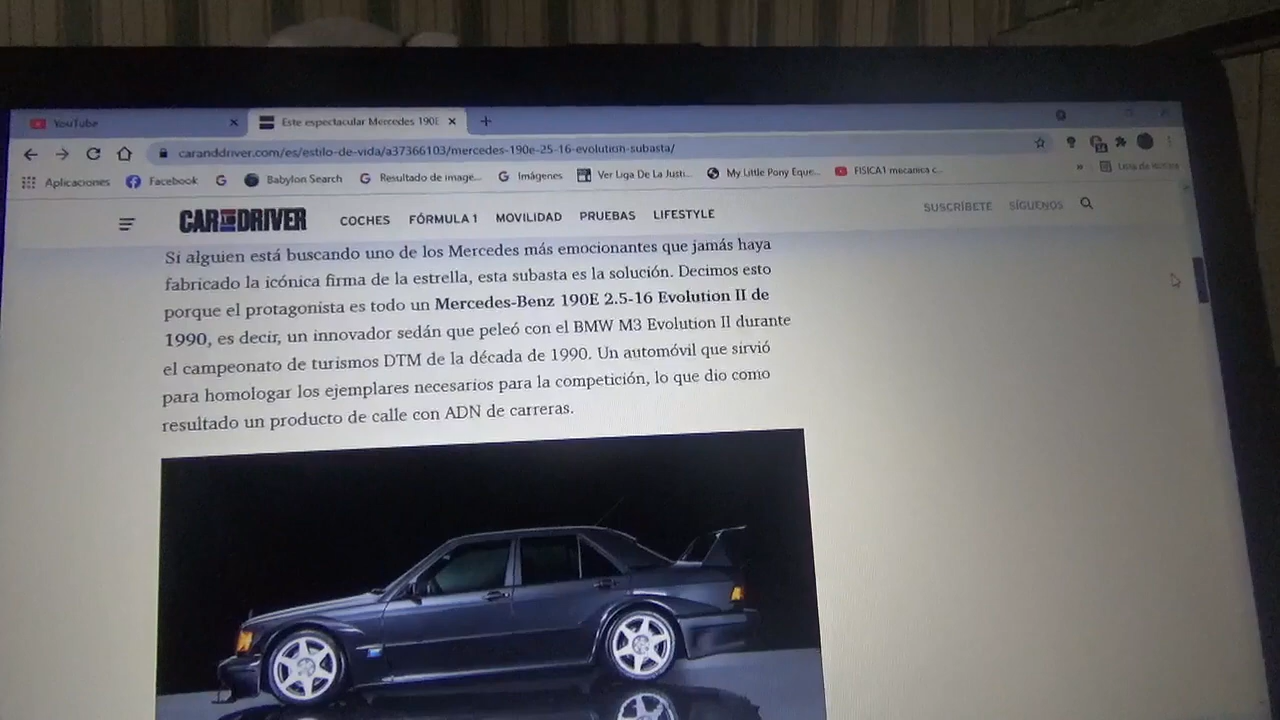 YouTube
Este espectacular Mercedes 190E
caranddriver.com/es/estilo-de-vida/a37366103/mercedes-190e-25-16-evolution-subasta/
Aplicaciones Facebook Babylon Search Resultado de image... Imágenes Ver Liga De La Justi... My Little Pony Eque... FISICA1 mecanica c... » Lista de lectura
CAR AND DRIVER COCHES FÓRMULA 1 MOVILIDAD PRUEBAS LIFESTYLE SUSCRÍBETE SÍGUENOS
Si alguien está buscando uno de los Mercedes más emocionantes que jamás haya
fabricado la icónica firma de la estrella, esta subasta es la solución. Decimos esto
porque el protagonista es todo un Mercedes-Benz 190E 2.5-16 Evolution II de
1990, es decir, un innovador sedán que peleó con el BMW M3 Evolution II durante
el campeonato de turismos DTM de la década de 1990. Un automóvil que sirvió
para homologar los ejemplares necesarios para la competición, lo que dio como
resultado un producto de calle con ADN de carreras.